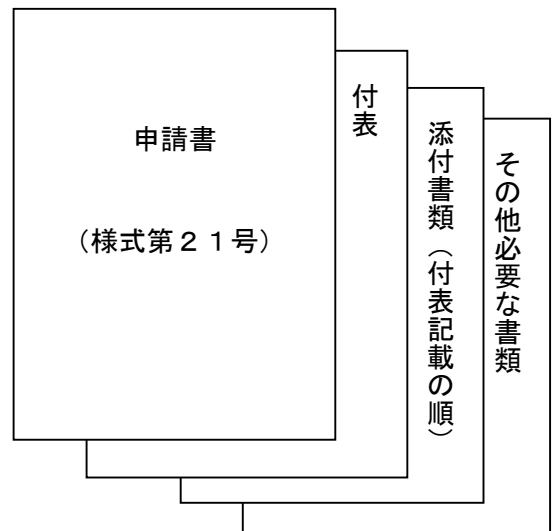 申請書
（様式第２１号）
付表
添付書類（付表記載の順）
その他必要な書類